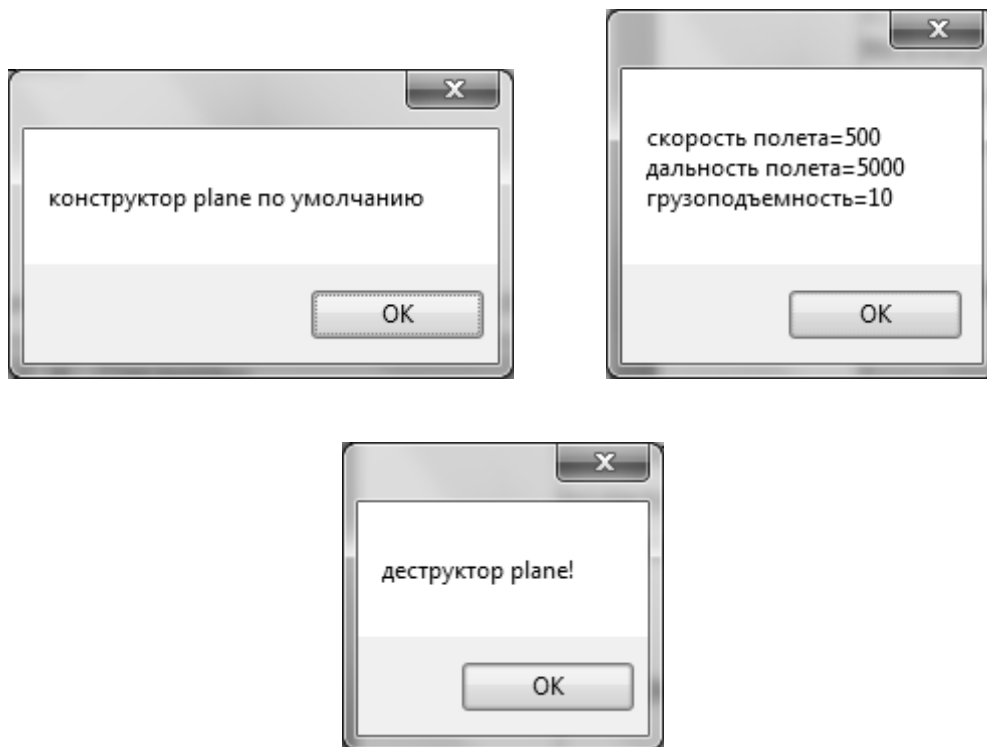 конструктор plane по умолчанию
OK
скорость полета=500
дальность полета=5000
грузоподъемность=10
OK
деструктор plane!
OK